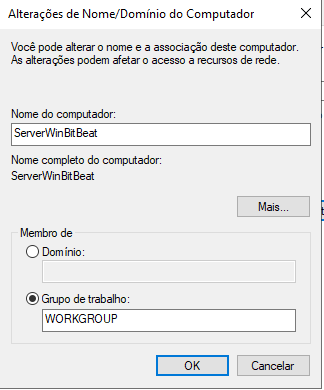 Alterações de Nome/Domínio do Computador
Você pode alterar o nome e a associação deste computador.
As alterações podem afetar o acesso a recursos de rede.
Nome do computador:
ServerWinBitBeat
Nome completo do computador:
ServerWinBitBeat
Mais...
Membro de
Domínio:
Grupo de trabalho:
WORKGROUP
OK
Cancelar